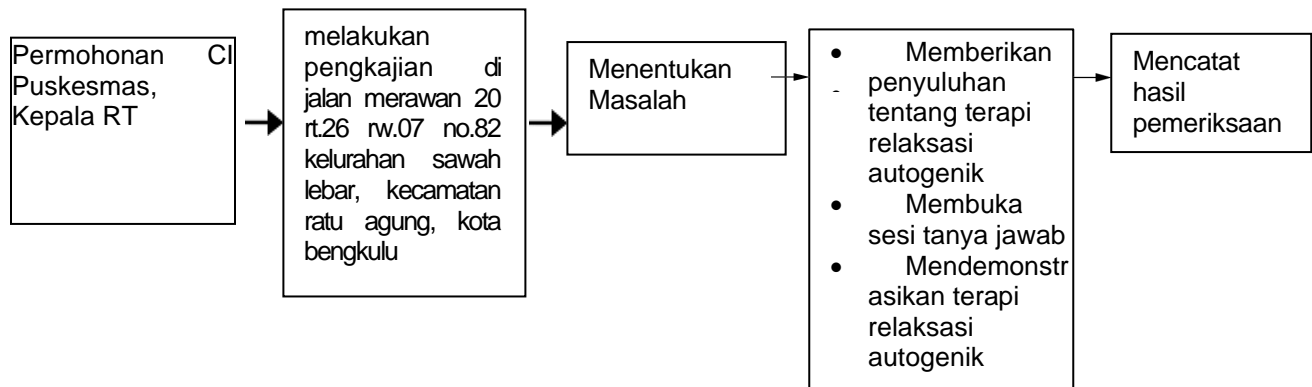 Permohonan CI
Puskesmas,
Kepala RT
melakukan
pengkajian di
jalan merawan 20
rt.26 rw.07 no.82
kelurahan sawah
lebar, kecamatan
ratu agung, kota
bengkulu
Menentukan
Masalah
• Memberikan
penyuluhan
tentang terapi
relaksasi
autogenik
• Membuka
sesi tanya jawab
• Mendemonstr
asikan terapi
relaksasi
autogenik
Mencatat
hasil
pemeriksaan